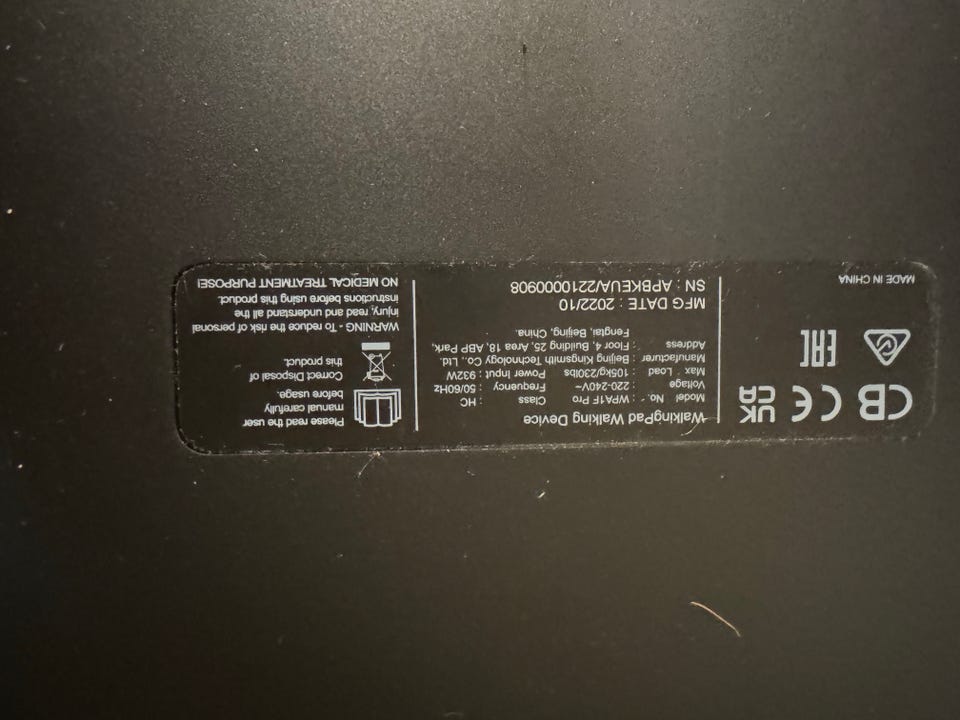 CB CE UK
CA
EAC
MADE IN CHINA
WalkingPad Walking Device
Model No. : WPA1F Pro Class : HC
Voltage : 220-240V~ Frequency : 50/60Hz
Max Load : 105kg/230lbs Power Input : 932W
Manufacturer : Beijing Kingsmith Technology Co., Ltd.
Address : Floor 4, Building 25, Area 18, ABP Park,
Fengtai, Beijing, China.
MFG DATE : 2022/10
SN : APBKEUA/22100000908
Please read the user
manual carefully
before usage.
Correct Disposal of
this product.
WARNING - To reduce the risk of personal
injury, read and understand all the
instructions before using this product.
NO MEDICAL TREATMENT PURPOSE!